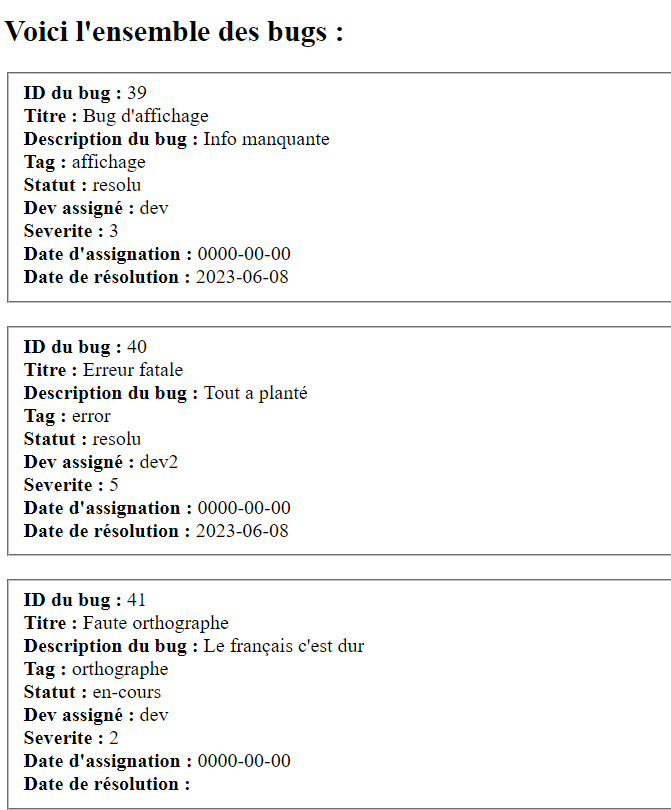 Voici l'ensemble des bugs :
ID du bug : 39
Titre : Bug d'affichage
Description du bug : Info manquante
Tag : affichage
Statut : resolu
Dev assigné : dev
Severite : 3
Date d'assignation : 0000-00-00
Date de résolution : 2023-06-08
ID du bug : 40
Titre : Erreur fatale
Description du bug : Tout a planté
Tag : error
Statut : resolu
Dev assigné : dev2
Severite : 5
Date d'assignation : 0000-00-00
Date de résolution : 2023-06-08
ID du bug : 41
Titre : Faute orthographe
Description du bug : Le français c'est dur
Tag : orthographe
Statut : en-cours
Dev assigné : dev
Severite : 2
Date d'assignation : 0000-00-00
Date de résolution :